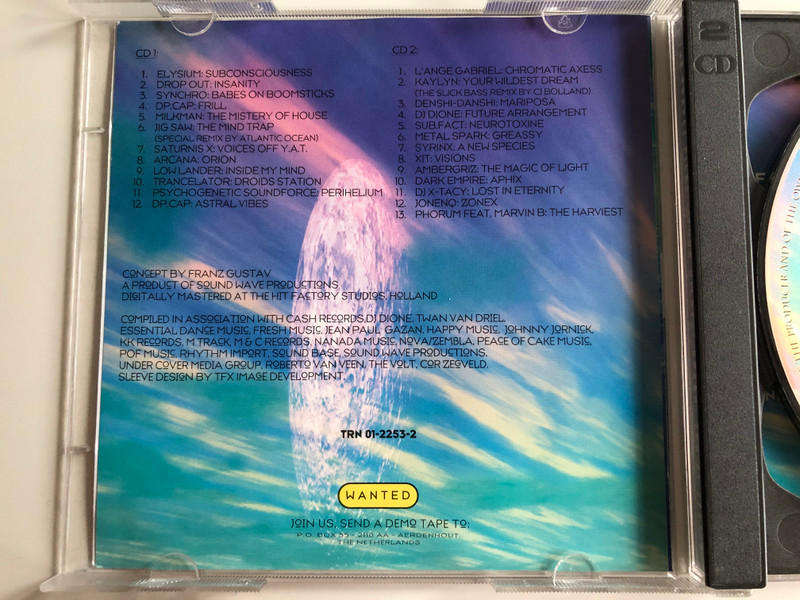 CD 1:
1. ELYSIUM: SUBCONSCIOUSNESS
2. DROP OUT: INSANITY
3. SYNCHRO: BABES ON BOOMSTICKS
4. DP.CAP: FRILL
5. MILKMAN: THE MISTERY OF HOUSE
6. JIG SAW: THE MIND TRAP
(SPECIAL REMIX BY ATLANTIC OCEAN)
7. SATURNIS X: VOICES OFF Y.A.T.
8. ARCANA: ORION
9. LOW LANDER: INSIDE MY MIND
10. TRANCELATOR: DROIDS STATION
11. PSYCHOGENETIC SOUNDFORCE: PERIHELIUM
12. DP.CAP: ASTRAL VIBES
CD 2:
1. L'ANGE GABRIEL: CHROMATIC AXESS
2. KAYLYN: YOUR WILDEST DREAM
(THE SLICK BASS REMIX BY CJ BOLLAND)
3. DENSHI-DANSHI: MARIPOSA
4. DJ DIONE: FUTURE ARRANGEMENT
5. SUB.FACT: NEUROTOXINE
6. METAL SPARK: GREASSY
7. SYRINX: A NEW SPECIES
8. XIT: VISIONS
9. AMBERGRIZ: THE MAGIC OF LIGHT
10. DARK EMPIRE: APHIX
11. DJ X-TACY: LOST IN ETERNITY
12. JONENQ: ZONEX
13. PHORUM FEAT. MARVIN B: THE HARVIEST
CONCEPT BY FRANZ GUSTAV
A PRODUCT OF SOUND WAVE PRODUCTIONS
DIGITALLY MASTERED AT THE HIT FACTORY STUDIOS, HOLLAND
COMPILED IN ASSOCIATION WITH CASH RECORDS, DJ DIONE, TWAN VAN DRIEL,
ESSENTIAL DANCE MUSIC, FRESH MUSIC, JEAN PAUL, GAZAN, HAPPY MUSIC, JOHNNY JORNICK,
KK RECORDS, M TRACK, M & C RECORDS, NANADA MUSIC, NOVA/ZEMBLA, PEACE OF CAKE MUSIC,
POF MUSIC, RHYTHM IMPORT, SOUND BASE, SOUND WAVE PRODUCTIONS,
UNDER COVER MEDIA GROUP, ROBERTO VAN VEEN, THE VOLT, COR ZEGVELD.
SLEEVE DESIGN BY TFX IMAGE DEVELOPMENT.
TRN 01-2253-2
WANTED
JOIN US, SEND A DEMO TAPE TO:
P.O. BOX 35 - 2110 AA - AERDENHOUT,
THE NETHERLANDS
2
CD
THE PRODUCER AND OF THE